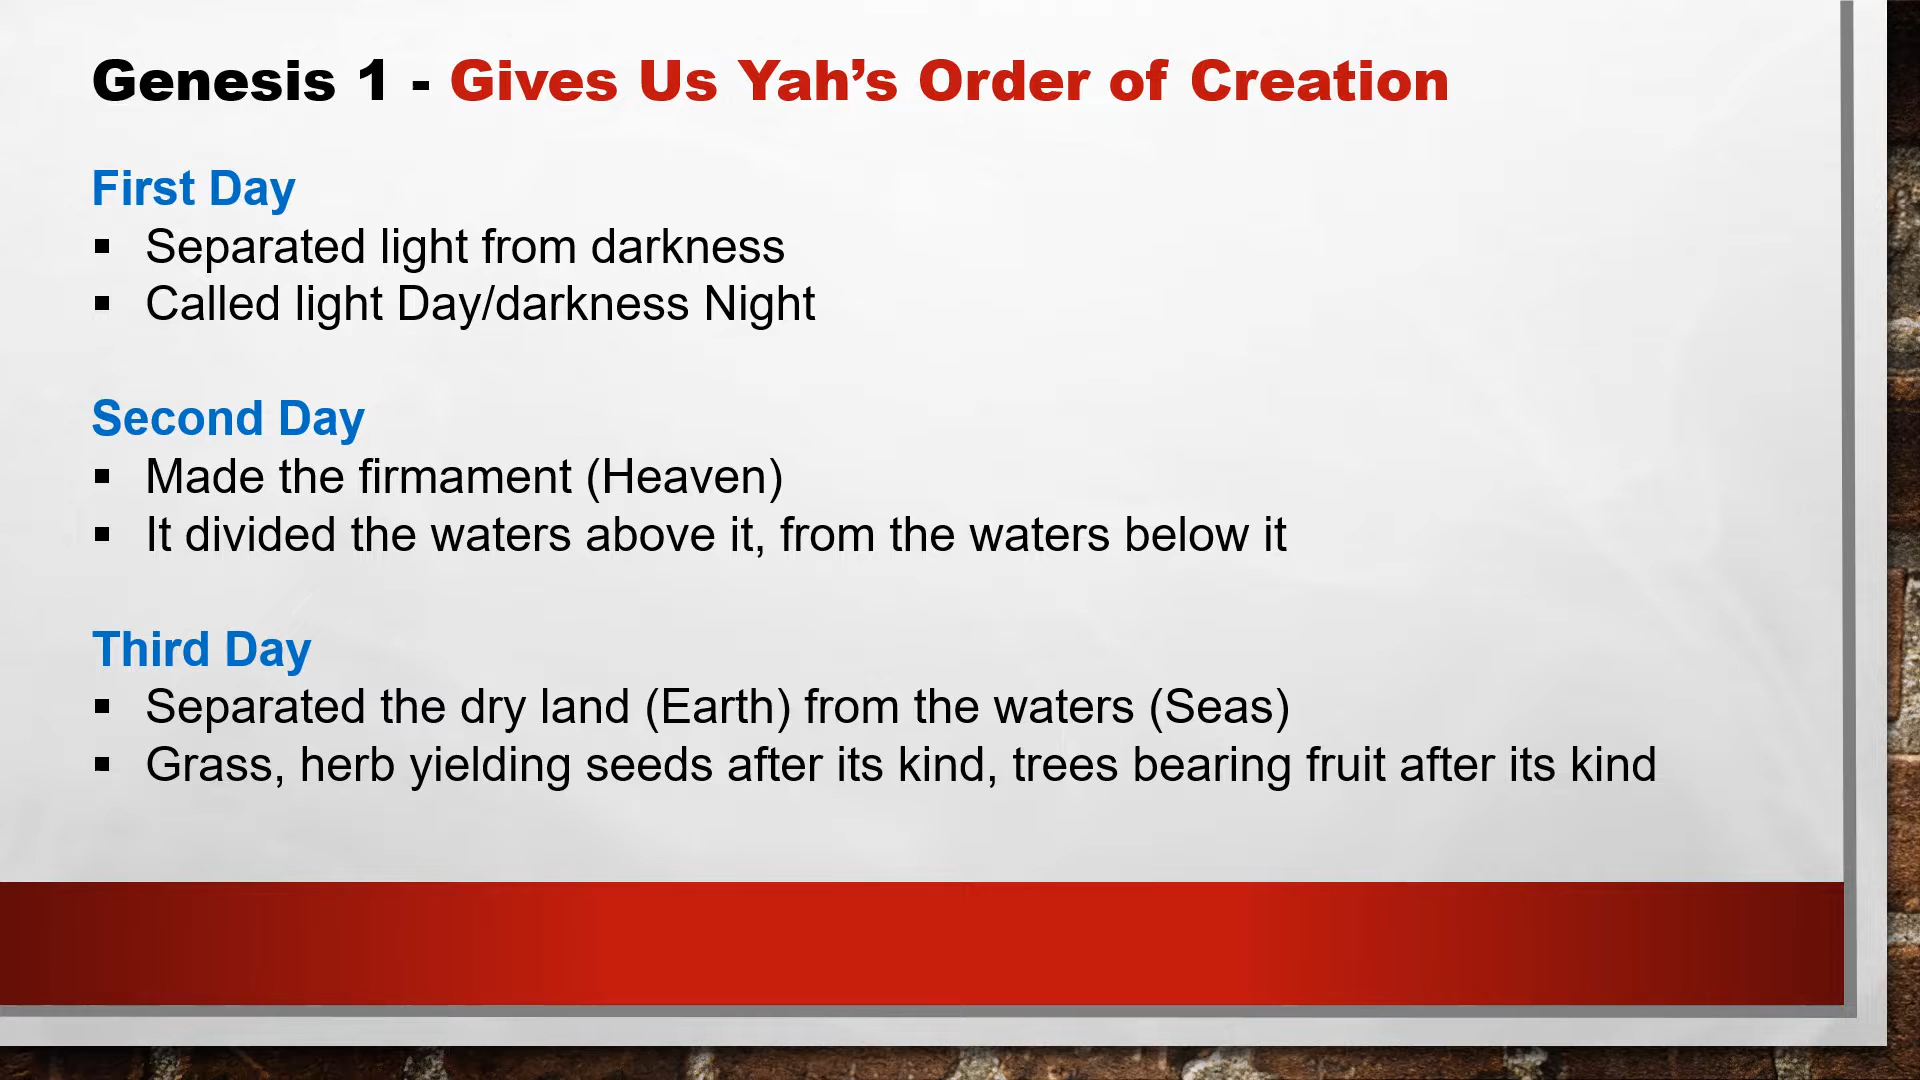 Genesis 1 - Gives Us Yah’s Order of Creation
First Day
▪ Separated light from darkness
▪ Called light Day/darkness Night
Second Day
▪ Made the firmament (Heaven)
▪ It divided the waters above it, from the waters below it
Third Day
▪ Separated the dry land (Earth) from the waters (Seas)
▪ Grass, herb yielding seeds after its kind, trees bearing fruit after its kind